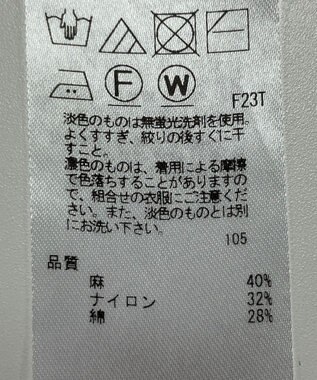 F W
F23T
淡色のものは無蛍光洗剤を使用。
よくすすぎ、絞りの後すぐに干
すこと。
濃色のものは、着用による摩擦
で色落ちすることがありますの
で、組合せの衣服にご注意くだ
さい。また、淡色のものとは別
にお洗い下さい。
105
品質
麻 40%
ナイロン 32%
綿 28%